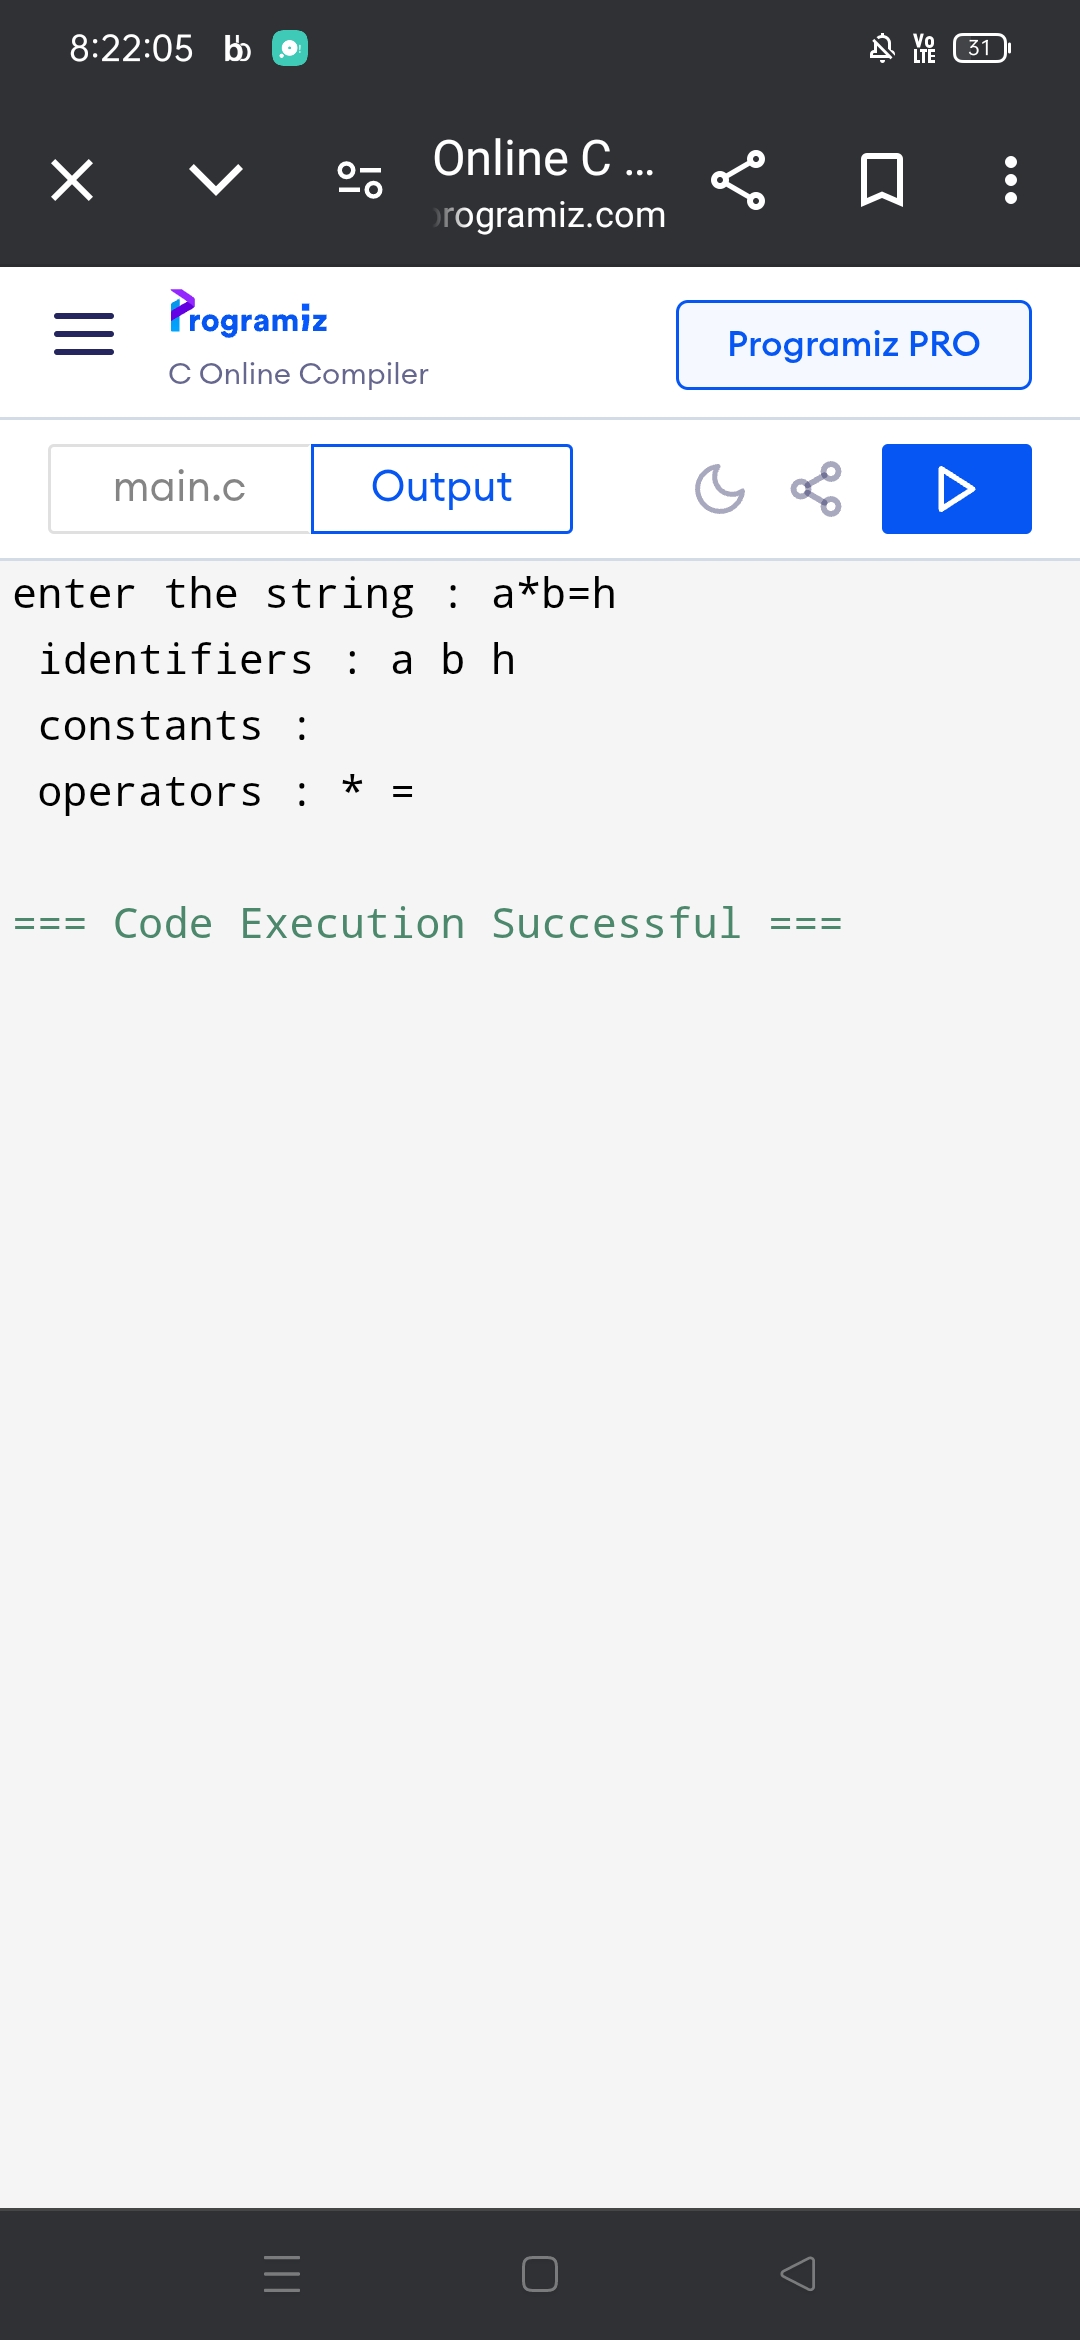 8:22:05
Vo LTE 31
Online C ...
programiz.com
Programiz
C Online Compiler
Programiz PRO
main.c Output
enter the string : a*b=h
identifiers : a b h
constants :
operators : * =
=== Code Execution Successful ===